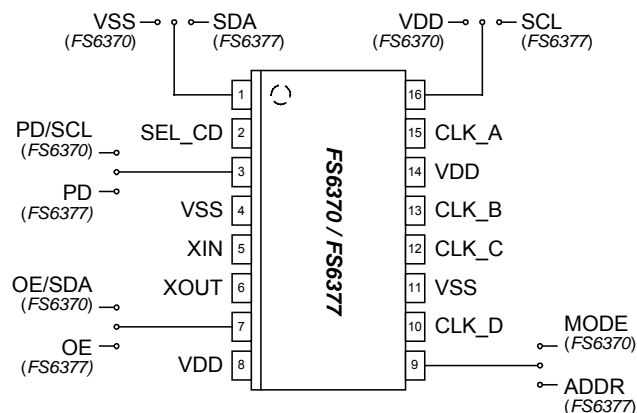 VSS SDA
(FS6370) (FS6377)
VDD SCL
(FS6370) (FS6377)
1 16
PD/SCL
(FS6370)
SEL_CD 2 15 CLK_A
3 14 VDD
PD
(FS6377)
VSS 4 13 CLK_B
XIN 5 12 CLK_C
OE/SDA
(FS6370)
XOUT 6 11 VSS
7 10 CLK_D
OE
(FS6377)
VDD 8 9
MODE
(FS6370)
ADDR
(FS6377)
FS6370 / FS6377